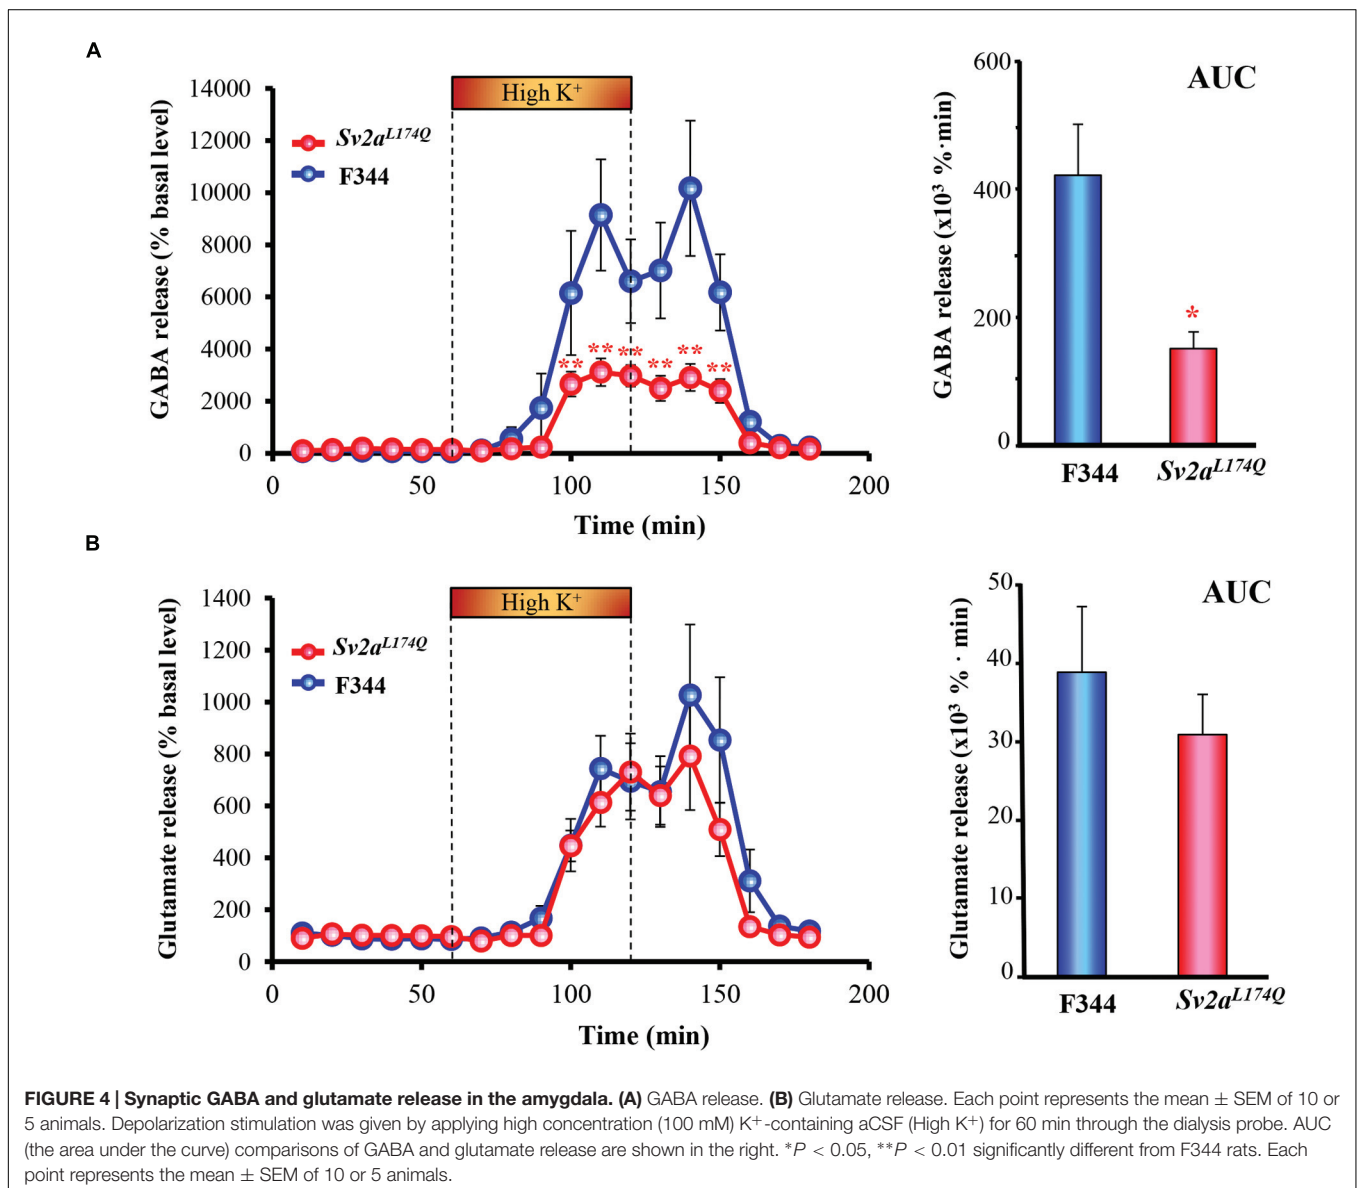 A
GABA release (% basal level)
14000
12000
10000
8000
6000
4000
2000
0
High K⁺
Sv2aᴸ¹⁷⁴Q
F344
**
**
**
**
**
**
0
50
100
150
200
Time (min)
AUC
GABA release (x10³ %·min)
600
400
200
0
*
F344
Sv2aᴸ¹⁷⁴Q
B
Glutamate release (% basal level)
1400
1200
1000
800
600
400
200
0
High K⁺
Sv2aᴸ¹⁷⁴Q
F344
0
50
100
150
200
Time (min)
AUC
Glutamate release (x10³ % · min)
50
40
30
20
10
0
F344
Sv2aᴸ¹⁷⁴Q
FIGURE 4 | Synaptic GABA and glutamate release in the amygdala. (A) GABA release. (B) Glutamate release. Each point represents the mean ± SEM of 10 or
5 animals. Depolarization stimulation was given by applying high concentration (100 mM) K⁺-containing aCSF (High K⁺) for 60 min through the dialysis probe. AUC
(the area under the curve) comparisons of GABA and glutamate release are shown in the right. *P < 0.05, **P < 0.01 significantly different from F344 rats. Each
point represents the mean ± SEM of 10 or 5 animals.